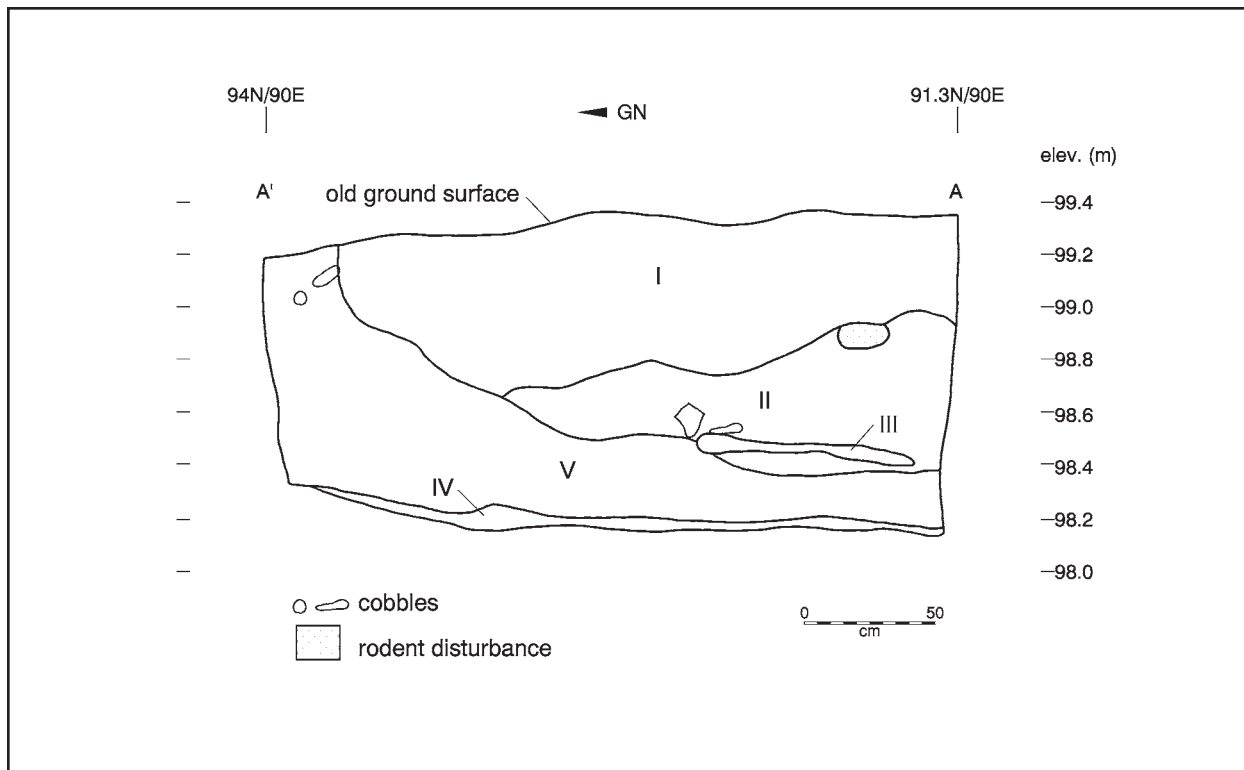 94N/90E
GN
91.3N/90E
elev. (m)
A'
old ground surface
A
99.4
99.2
I
99.0
98.8
II
98.6
III
98.4
V
IV
98.2
98.0
cobbles
0 50
cm
rodent disturbance